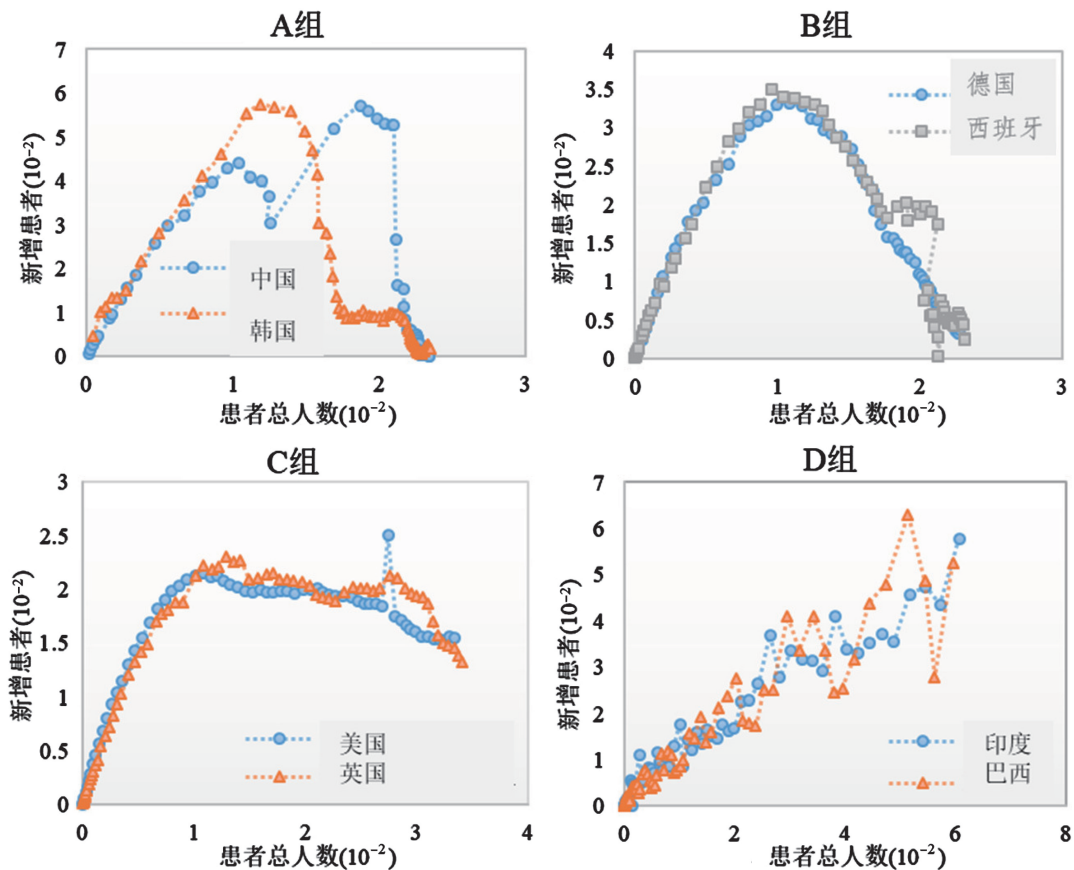 A组
7
6
5
4
3
2
1
0
新增患者(10⁻²)
中国
韩国
0 1 2 3
患者总人数(10⁻²)
B组
4
3.5
3
2.5
2
1.5
1
0.5
0
新增患者(10⁻²)
德国
西班牙
0 1 2 3
患者总人数(10⁻²)
C组
3
2.5
2
1.5
1
0.5
0
新增患者(10⁻²)
美国
英国
0 1 2 3 4
患者总人数(10⁻²)
D组
7
6
5
4
3
2
1
0
新增患者(10⁻²)
印度
巴西
0 2 4 6 8
患者总人数(10⁻²)